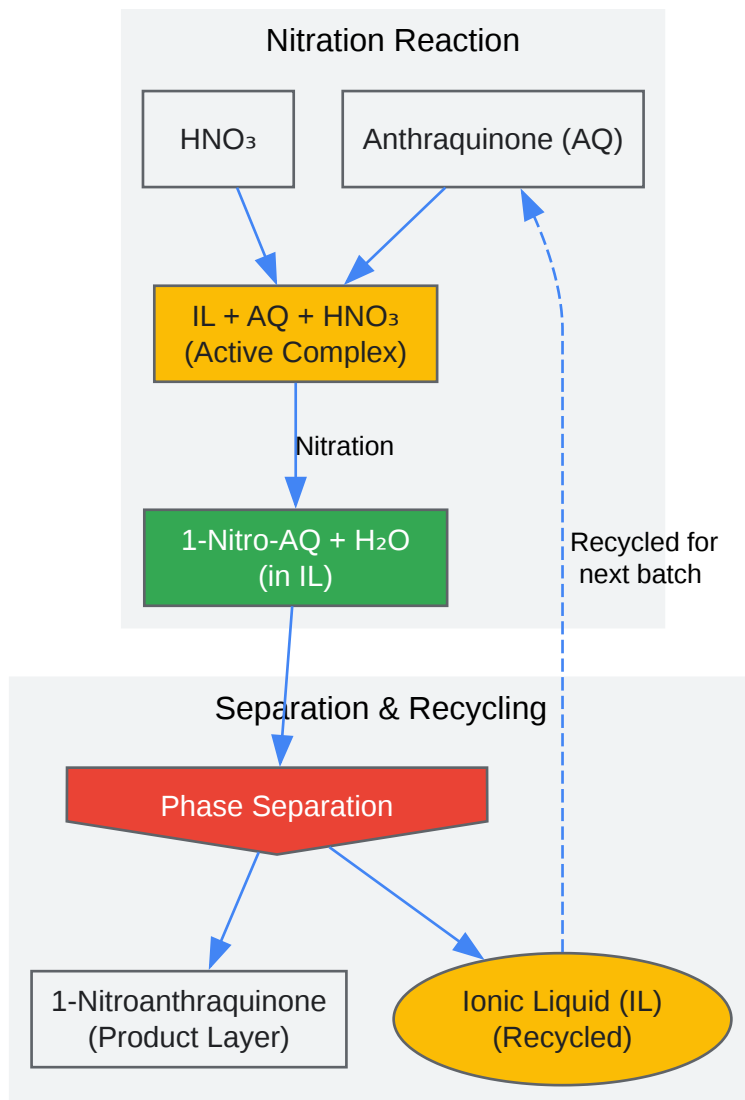 Nitration Reaction
HNO₃
Anthraquinone (AQ)
IL + AQ + HNO₃
(Active Complex)
Nitration
1-Nitro-AQ + H₂O
(in IL)
Recycled for
next batch
Separation & Recycling
Phase Separation
1-Nitroanthraquinone
(Product Layer)
Ionic Liquid (IL)
(Recycled)